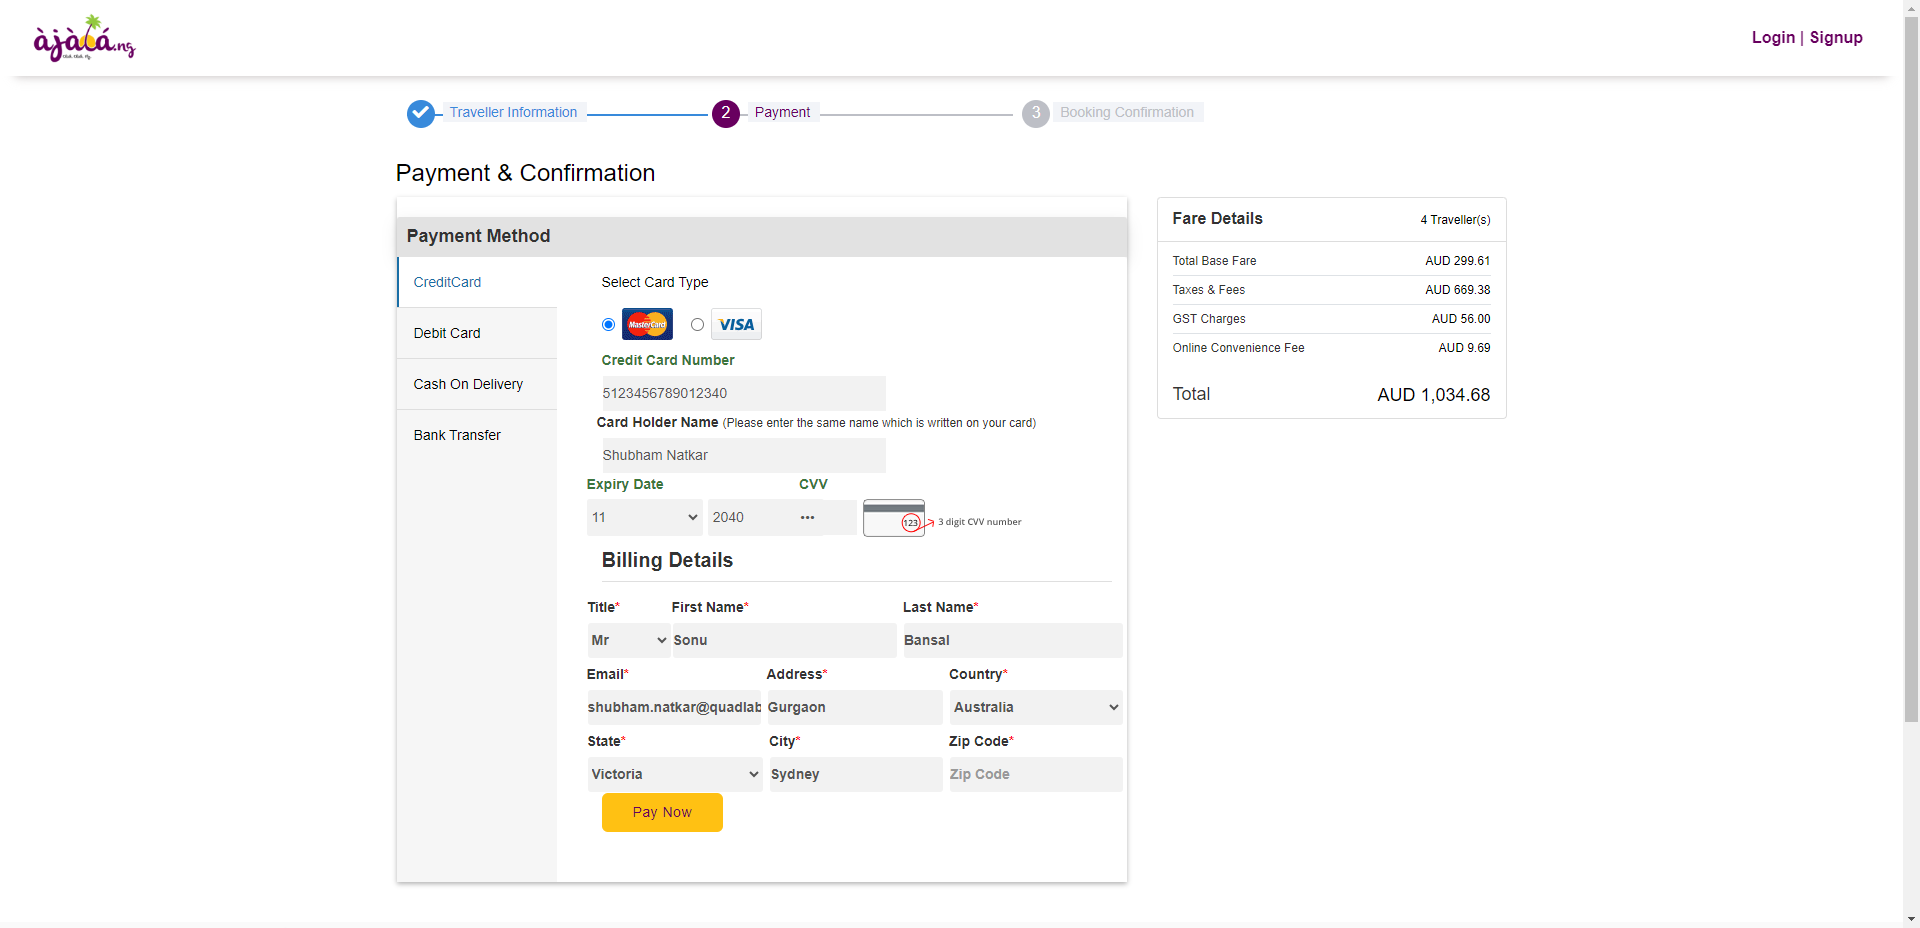 àjàlá.ng
Login | Signup
Traveller Information
2 Payment
3 Booking Confirmation
Payment & Confirmation
Payment Method
CreditCard
Debit Card
Cash On Delivery
Bank Transfer
Select Card Type
MasterCard
VISA
Credit Card Number
5123456789012340
Card Holder Name (Please enter the same name which is written on your card)
Shubham Natkar
Expiry Date CVV
11 2040 •••
123 3 digit CVV number
Billing Details
Title* First Name* Last Name*
Mr Sonu Bansal
Email* Address* Country*
shubham.natkar@quadlab Gurgaon Australia
State* City* Zip Code*
Victoria Sydney Zip Code
Pay Now
Fare Details 4 Traveller(s)
Total Base Fare AUD 299.61
Taxes & Fees AUD 669.38
GST Charges AUD 56.00
Online Convenience Fee AUD 9.69
Total AUD 1,034.68